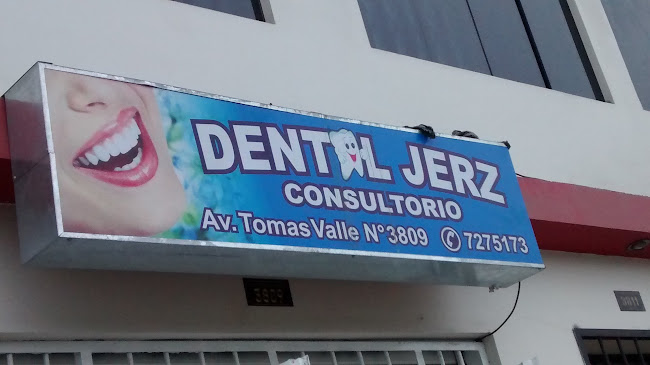 DENTAL JERZ
CONSULTORIO
Av. Tomas Valle N° 3809 7275173
3809